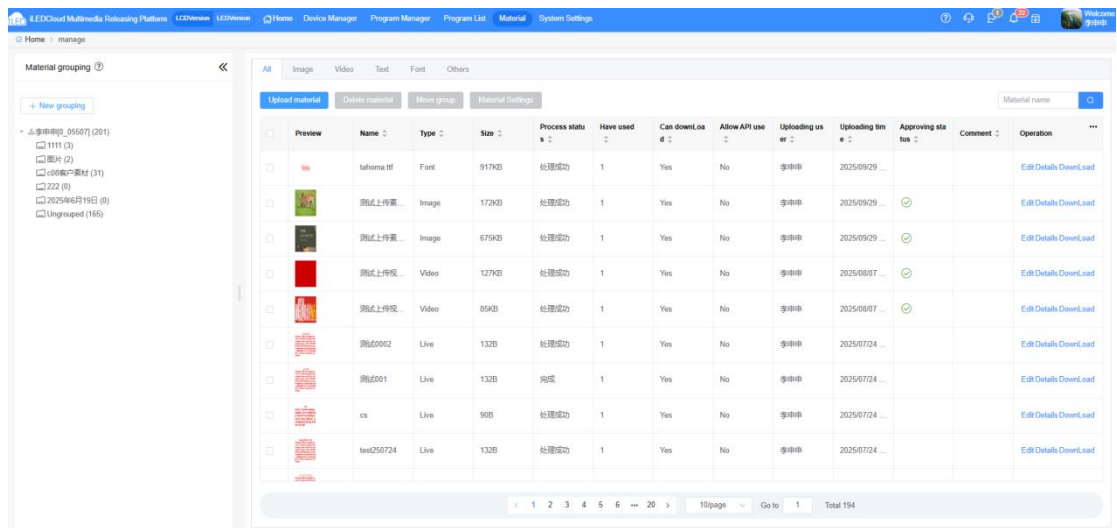 iLEDCloud Multimedia Releasing Platform LCDVersion LEDVersion Home Device Manager Program Manager Program List Material System Settings 1 22 Welcome
李申申
Home > manage
Material grouping
All Image Video Text Font Others
+ New grouping
Upload material Delete material Move group Material Settings Material name
李申申[0_05507] (201)
1111 (3)
图片 (2)
c08客户素材 (31)
222 (0)
2025年6月19日 (0)
Ungrouped (165)
Preview Name Type Size Process status Have used Can downLoad Allow API use Uploading user Uploading time Approving status Comment Operation ...
tahoma.ttf Font 917KB 处理成功 1 Yes No 李申申 2025/09/29 ... Edit Details DownLoad
测试上传素... Image 172KB 处理成功 1 Yes No 李申申 2025/09/29 ... Edit Details DownLoad
测试上传素... Image 675KB 处理成功 1 Yes No 李申申 2025/09/29 ... Edit Details DownLoad
测试上传视... Video 127KB 处理成功 1 Yes No 李申申 2025/08/07 ... Edit Details DownLoad
测试上传视... Video 85KB 处理成功 1 Yes No 李申申 2025/08/07 ... Edit Details DownLoad
测试0002 Live 132B 处理成功 1 Yes No 李申申 2025/07/24 ... Edit Details DownLoad
测试001 Live 132B 完成 1 Yes No 李申申 2025/07/24 ... Edit Details DownLoad
cs Live 90B 处理成功 1 Yes No 李申申 2025/07/24 ... Edit Details DownLoad
test250724 Live 132B 处理成功 1 Yes No 李申申 2025/07/24 ... Edit Details DownLoad
< 1 2 3 4 5 6 ... 20 > 10/page Go to 1 Total 194